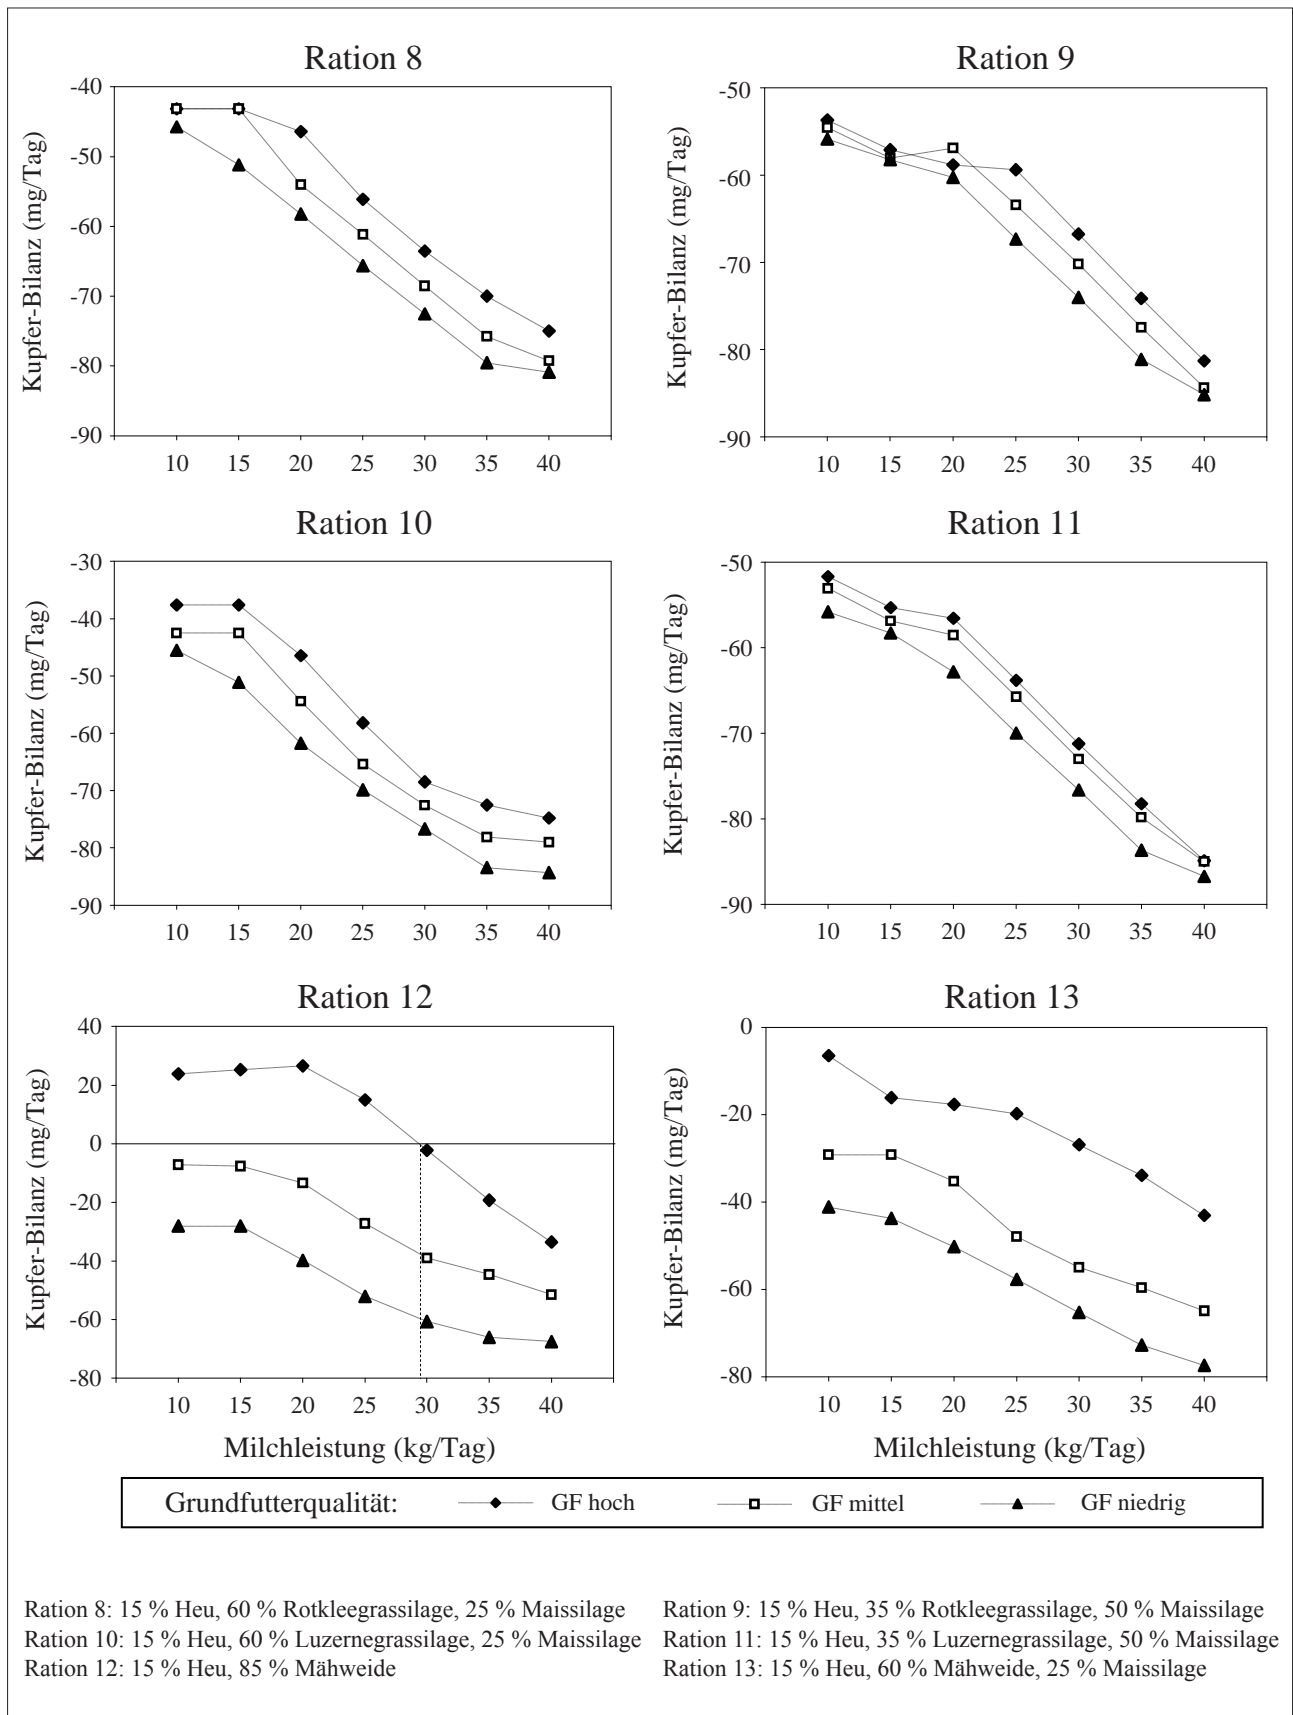 Ration 8
Kupfer-Bilanz (mg/Tag)
-40
-50
-60
-70
-80
-90
10 15 20 25 30 35 40
Ration 9
Kupfer-Bilanz (mg/Tag)
-50
-60
-70
-80
-90
10 15 20 25 30 35 40
Ration 10
Kupfer-Bilanz (mg/Tag)
-30
-40
-50
-60
-70
-80
-90
10 15 20 25 30 35 40
Ration 11
Kupfer-Bilanz (mg/Tag)
-50
-60
-70
-80
-90
10 15 20 25 30 35 40
Ration 12
Kupfer-Bilanz (mg/Tag)
40
20
0
-20
-40
-60
-80
10 15 20 25 30 35 40
Milchleistung (kg/Tag)
Ration 13
Kupfer-Bilanz (mg/Tag)
0
-20
-40
-60
-80
10 15 20 25 30 35 40
Milchleistung (kg/Tag)
Grundfutterqualität: GF hoch GF mittel GF niedrig
Ration 8: 15 % Heu, 60 % Rotkleegrassilage, 25 % Maissilage
Ration 10: 15 % Heu, 60 % Luzernegrassilage, 25 % Maissilage
Ration 12: 15 % Heu, 85 % Mähweide
Ration 9: 15 % Heu, 35 % Rotkleegrassilage, 50 % Maissilage
Ration 11: 15 % Heu, 35 % Luzernegrassilage, 50 % Maissilage
Ration 13: 15 % Heu, 60 % Mähweide, 25 % Maissilage